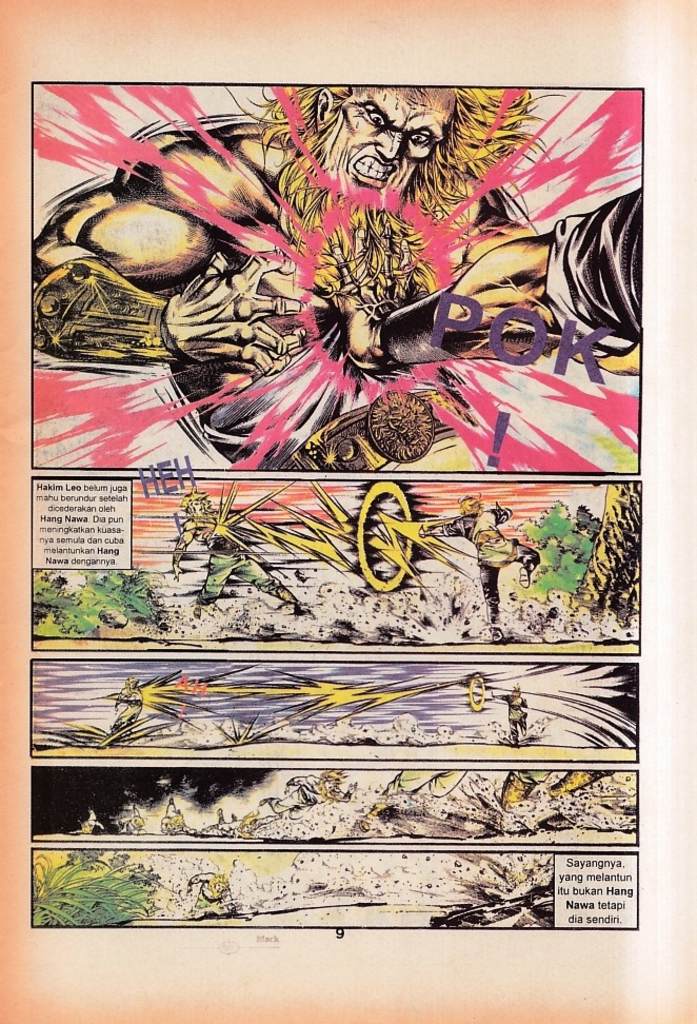 POK
!
HEH
Hakim Leo belum juga
mahu berundur setelah
dicederakan oleh
Hang Nawa. Dia pun
meningkatkan kuasa-
nya semula dan cuba
melantunkan Hang
Nawa dengannya.
Sayangnya,
yang melantun
itu bukan Hang
Nawa tetapi
dia sendiri.
9
Black